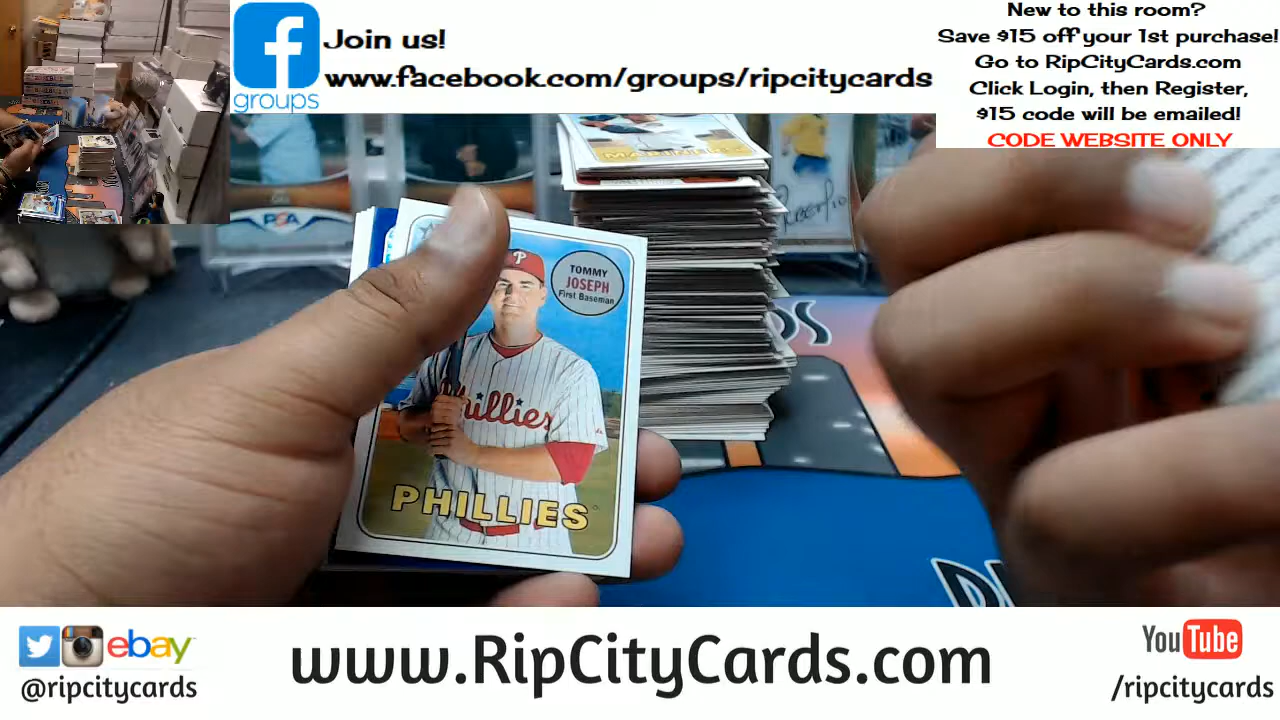 Join us!
www.facebook.com/groups/ripcitycards
groups
New to this room?
Save $15 off your 1st purchase!
Go to RipCityCards.com
Click Login, then Register,
$15 code will be emailed!
CODE WEBSITE ONLY
PSA
TOMMY
JOSEPH
First Baseman
Phillies
PHILLIES
ebay
@ripcitycards
www.RipCityCards.com
YouTube
/ripcitycards